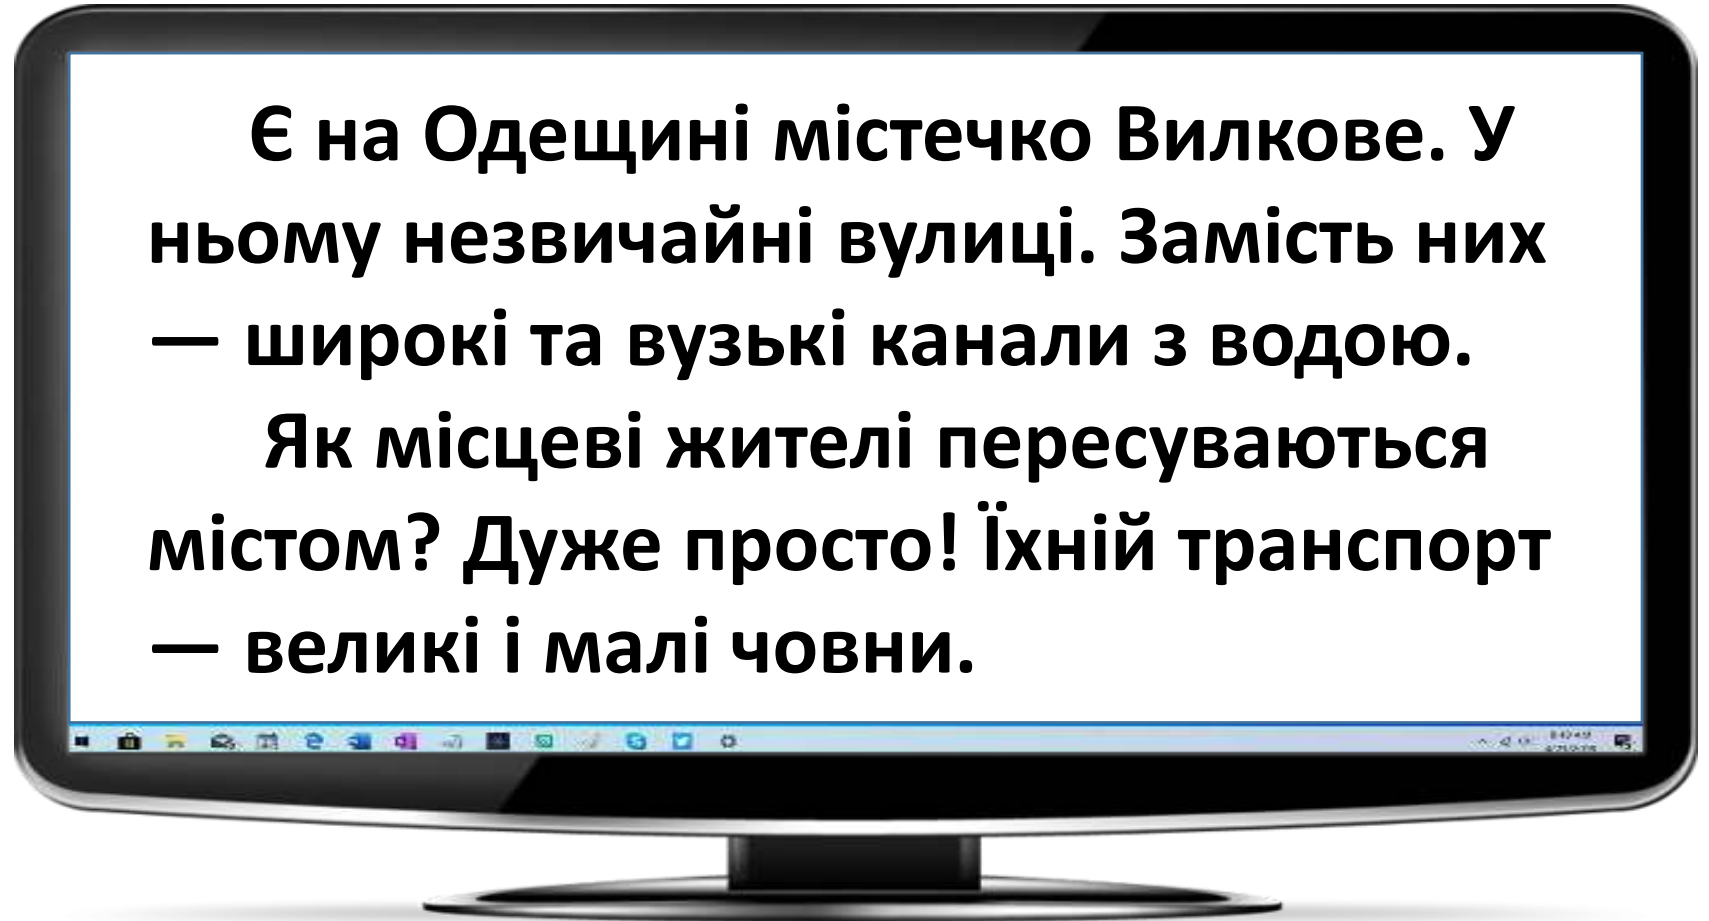 Є на Одещині містечко Вилкове. У
ньому незвичайні вулиці. Замість них
— широкі та вузькі канали з водою.
Як місцеві жителі пересуваються
містом? Дуже просто! Їхній транспорт
— великі і малі човни.